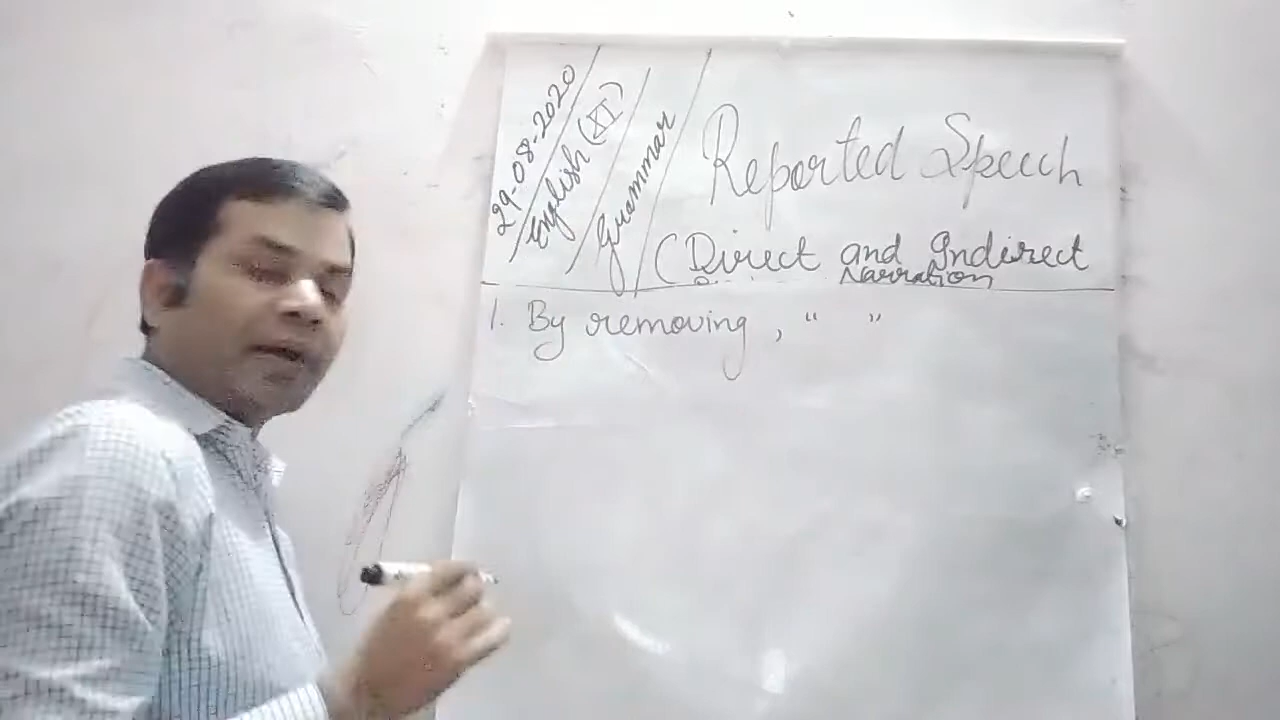 29-08-2020
English (XI)
Grammar
Reported Speech
(Direct and Indirect
Narration
1. By removing , “ ”